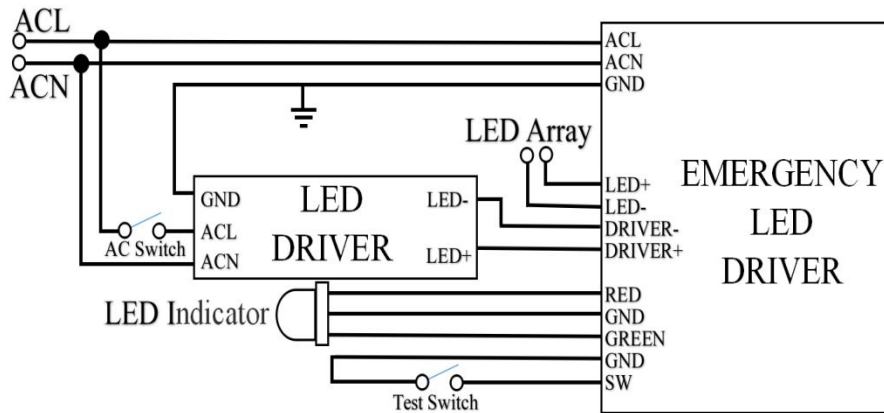 ACL
ACN
LED Array
GND
ACL
ACN
LED
DRIVER
LED-
LED+
AC Switch
LED Indicator
Test Switch
ACL
ACN
GND
LED+
LED-
DRIVER-
DRIVER+
RED
GND
GREEN
GND
SW
EMERGENCY
LED
DRIVER